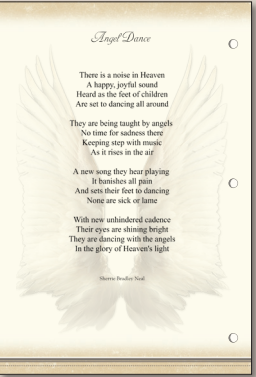 Angel Dance
There is a noise in Heaven
A happy, joyful sound
Heard as the feet of children
Are set to dancing all around
They are being taught by angels
No time for sadness there
Keeping step with music
As it rises in the air
A new song they hear playing
It banishes all pain
And sets their feet to dancing
None are sick or lame
With new unhindered cadence
Their eyes are shining bright
They are dancing with the angels
In the glory of Heaven's light
Sherrie Bradley Neal